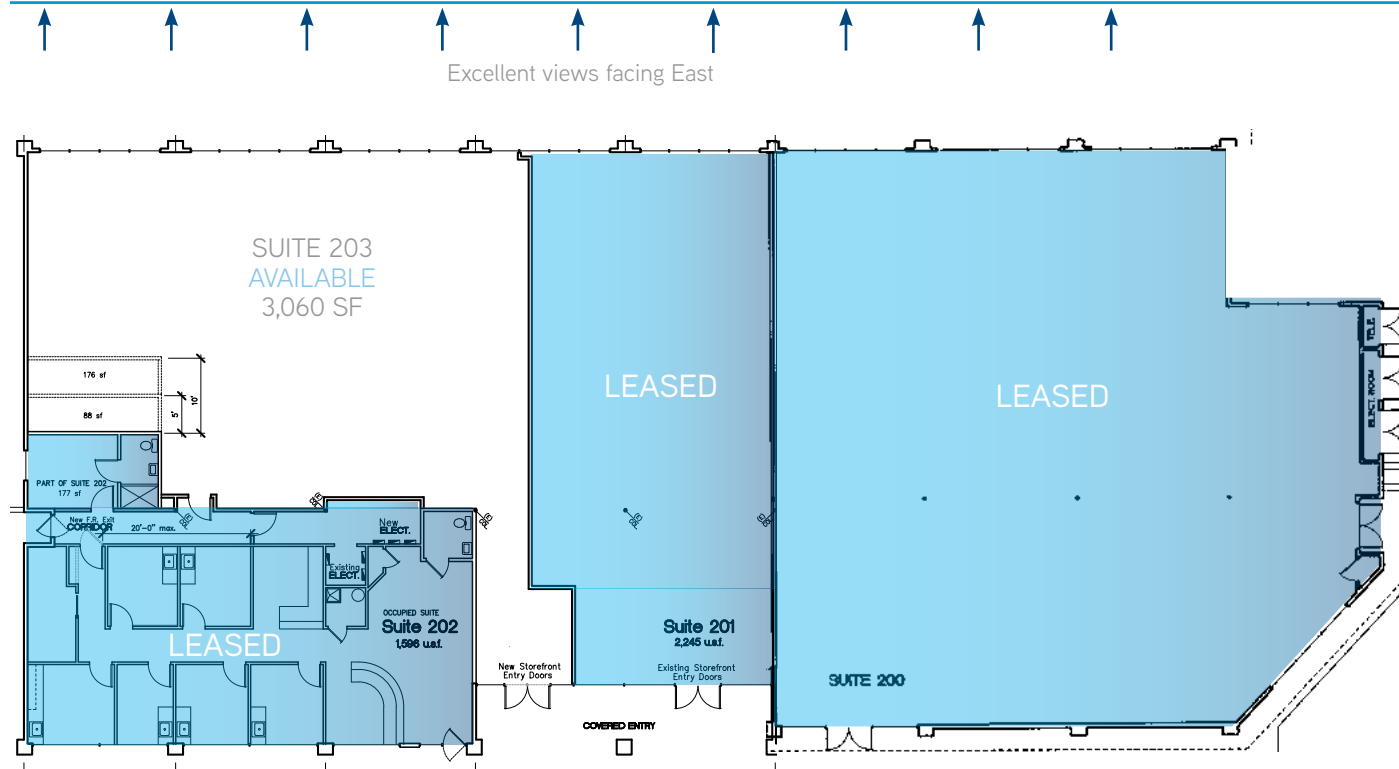 Excellent views facing East
SUITE 203
AVAILABLE
3,060 SF
LEASED
LEASED
TELE.
ELECT. ROOM
176 sf
88 sf
5'
10'
PART OF SUITE 202
177 sf
New F.R. Exit
CORRIDOR
20'-0" max.
New
ELECT.
Existing
ELECT.
OCCUPIED SUITE
Suite 202
1,596 u.s.f.
LEASED
Suite 201
2,245 u.s.f.
New Storefront
Entry Doors
Existing Storefront
Entry Doors
SUITE 200
COVERED ENTRY